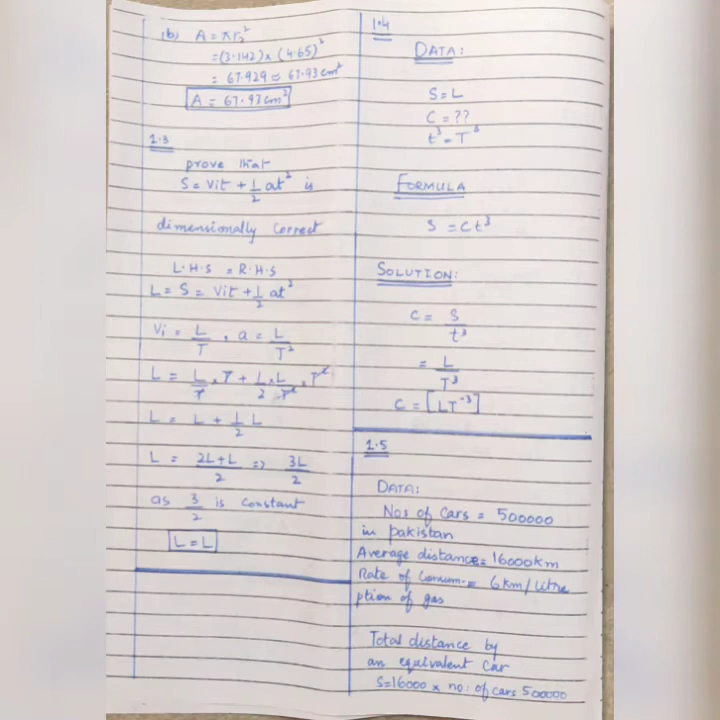 (b) A = πr₂²
= (3.142) × (4.65)²
= 67.929 ≈ 67.93 cm²
A = 67.93 cm²
1.3
prove that
S = Vit + 1/2 at² is
dimensionally correct
L.H.S = R.H.S
L = S = Vit + 1/2 at²
Vi = L/T , a = L/T²
L = L/T × T + 1/2 × L/T² × T²
L = L + 1/2 L
L = 2L+L/2 => 3L/2
as 3/2 is constant
L = L
1.4
DATA:
S = L
C = ??
t³ = T³
FORMULA
S = Ct³
SOLUTION:
C = S/t³
= L/T³
C = [LT⁻³]
1.5
DATA:
Nos of cars = 500000
in pakistan
Average distance = 16000km
Rate of Consum- = 6km/litre
ption of gas
Total distance by
an equivalent car
S=16000 × no: of cars 500000